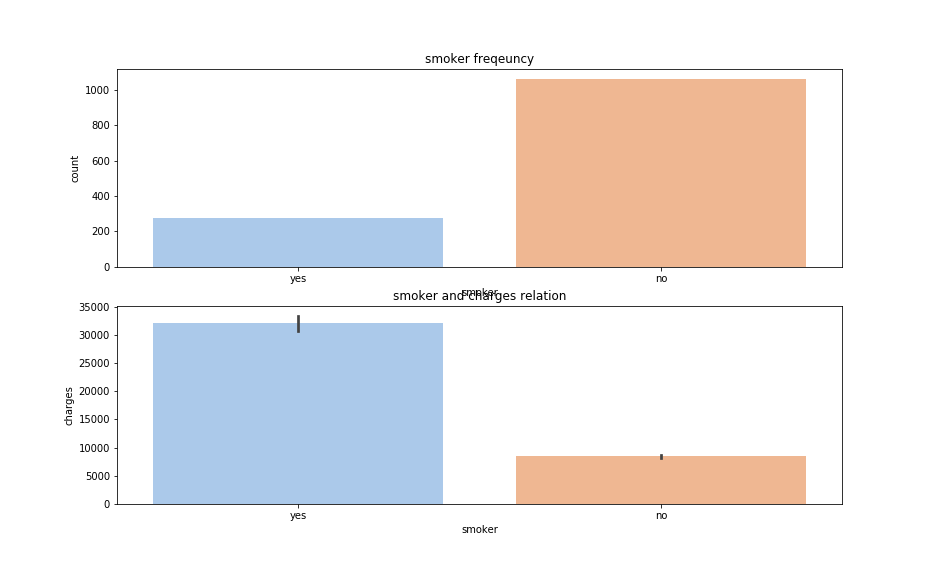 smoker freqeuncy
1000
800
600
400
200
0
count
yes no
smoker
smoker and charges relation
35000
30000
25000
20000
15000
10000
5000
0
charges
yes no
smoker